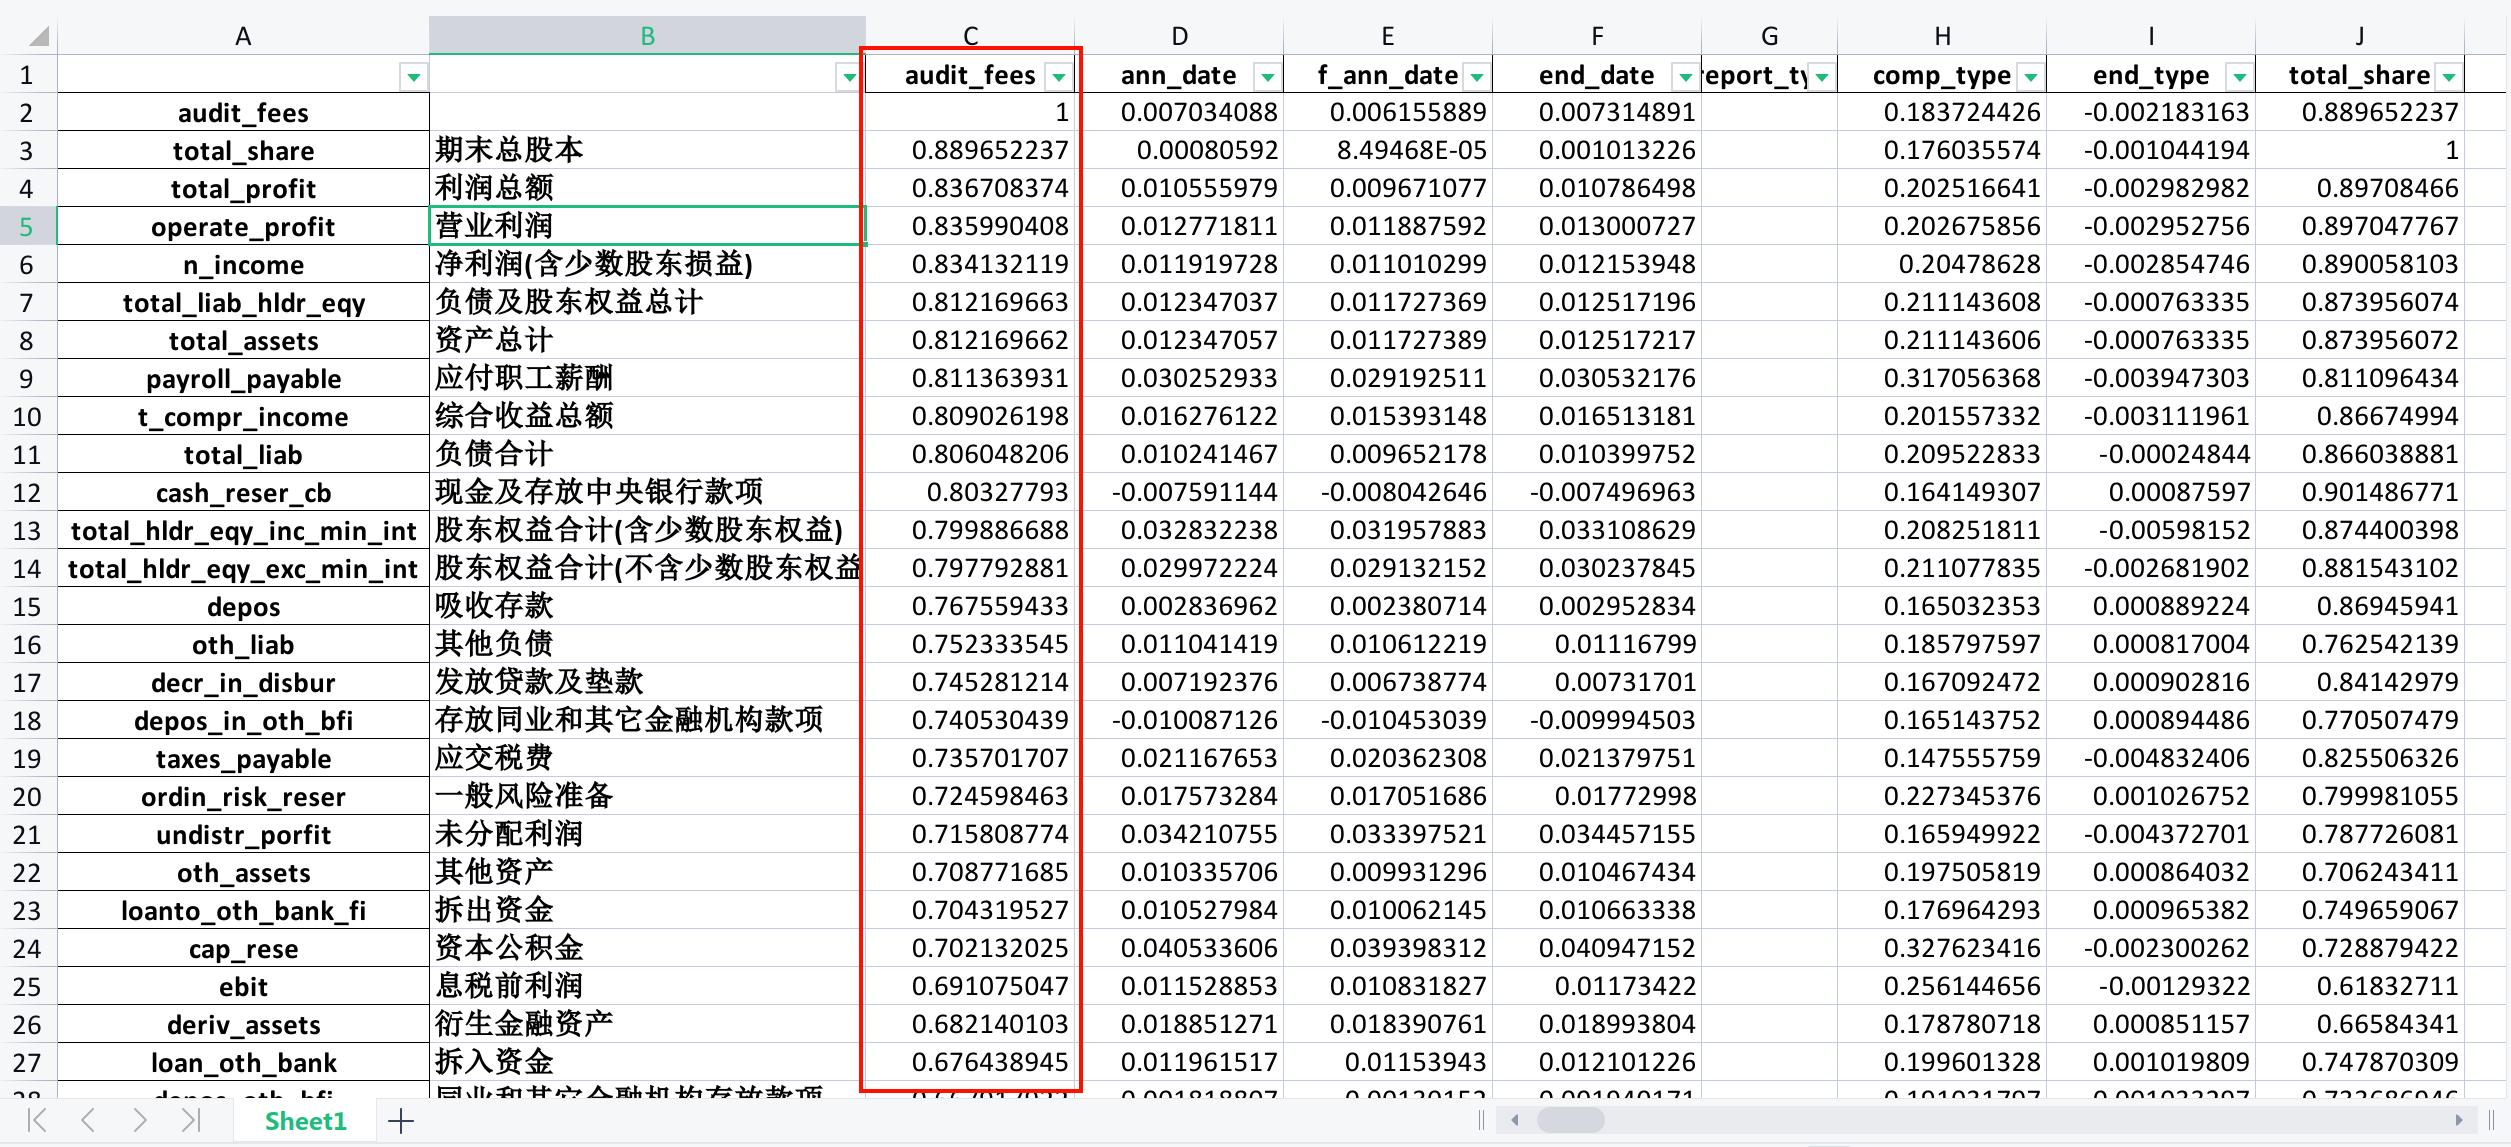 A B C D E F G H I J
1 audit_fees ann_date f_ann_date end_date report_ty comp_type end_type total_share
2 audit_fees 1 0.007034088 0.006155889 0.007314891 0.183724426 -0.002183163 0.889652237
3 total_share 期末总股本 0.889652237 0.00080592 8.49468E-05 0.001013226 0.176035574 -0.001044194 1
4 total_profit 利润总额 0.836708374 0.010555979 0.009671077 0.010786498 0.202516641 -0.002982982 0.89708466
5 operate_profit 营业利润 0.835990408 0.012771811 0.011887592 0.013000727 0.202675856 -0.002952756 0.897047767
6 n_income 净利润(含少数股东损益) 0.834132119 0.011919728 0.011010299 0.012153948 0.20478628 -0.002854746 0.890058103
7 total_liab_hldr_eqy 负债及股东权益总计 0.812169663 0.012347037 0.011727369 0.012517196 0.211143608 -0.000763335 0.873956074
8 total_assets 资产总计 0.812169662 0.012347057 0.011727389 0.012517217 0.211143606 -0.000763335 0.873956072
9 payroll_payable 应付职工薪酬 0.811363931 0.030252933 0.029192511 0.030532176 0.317056368 -0.003947303 0.811096434
10 t_compr_income 综合收益总额 0.809026198 0.016276122 0.015393148 0.016513181 0.201557332 -0.003111961 0.86674994
11 total_liab 负债合计 0.806048206 0.010241467 0.009652178 0.010399752 0.209522833 -0.00024844 0.866038881
12 cash_reser_cb 现金及存放中央银行款项 0.80327793 -0.007591144 -0.008042646 -0.007496963 0.164149307 0.00087597 0.901486771
13 total_hldr_eqy_inc_min_int 股东权益合计(含少数股东权益) 0.799886688 0.032832238 0.031957883 0.033108629 0.208251811 -0.00598152 0.874400398
14 total_hldr_eqy_exc_min_int 股东权益合计(不含少数股东权益 0.797792881 0.029972224 0.029132152 0.030237845 0.211077835 -0.002681902 0.881543102
15 depos 吸收存款 0.767559433 0.002836962 0.002380714 0.002952834 0.165032353 0.000889224 0.86945941
16 oth_liab 其他负债 0.752333545 0.011041419 0.010612219 0.01116799 0.185797597 0.000817004 0.762542139
17 decr_in_disbur 发放贷款及垫款 0.745281214 0.007192376 0.006738774 0.00731701 0.167092472 0.000902816 0.84142979
18 depos_in_oth_bfi 存放同业和其它金融机构款项 0.740530439 -0.010087126 -0.010453039 -0.009994503 0.165143752 0.000894486 0.770507479
19 taxes_payable 应交税费 0.735701707 0.021167653 0.020362308 0.021379751 0.147555759 -0.004832406 0.825506326
20 ordin_risk_reser 一般风险准备 0.724598463 0.017573284 0.017051686 0.01772998 0.227345376 0.001026752 0.799981055
21 undistr_porfit 未分配利润 0.715808774 0.034210755 0.033397521 0.034457155 0.165949922 -0.004372701 0.787726081
22 oth_assets 其他资产 0.708771685 0.010335706 0.009931296 0.010467434 0.197505819 0.000864032 0.706243411
23 loanto_oth_bank_fi 拆出资金 0.704319527 0.010527984 0.010062145 0.010663338 0.176964293 0.000965382 0.749659067
24 cap_rese 资本公积金 0.702132025 0.040533606 0.039398312 0.040947152 0.327623416 -0.002300262 0.728879422
25 ebit 息税前利润 0.691075047 0.011528853 0.010831827 0.01173422 0.256144656 -0.00129322 0.61832711
26 deriv_assets 衍生金融资产 0.682140103 0.018851271 0.018390761 0.018993804 0.178780718 0.000851157 0.66584341
27 loan_oth_bank 拆入资金 0.676438945 0.011961517 0.01153943 0.012101226 0.199601328 0.001019809 0.747870309
Sheet1